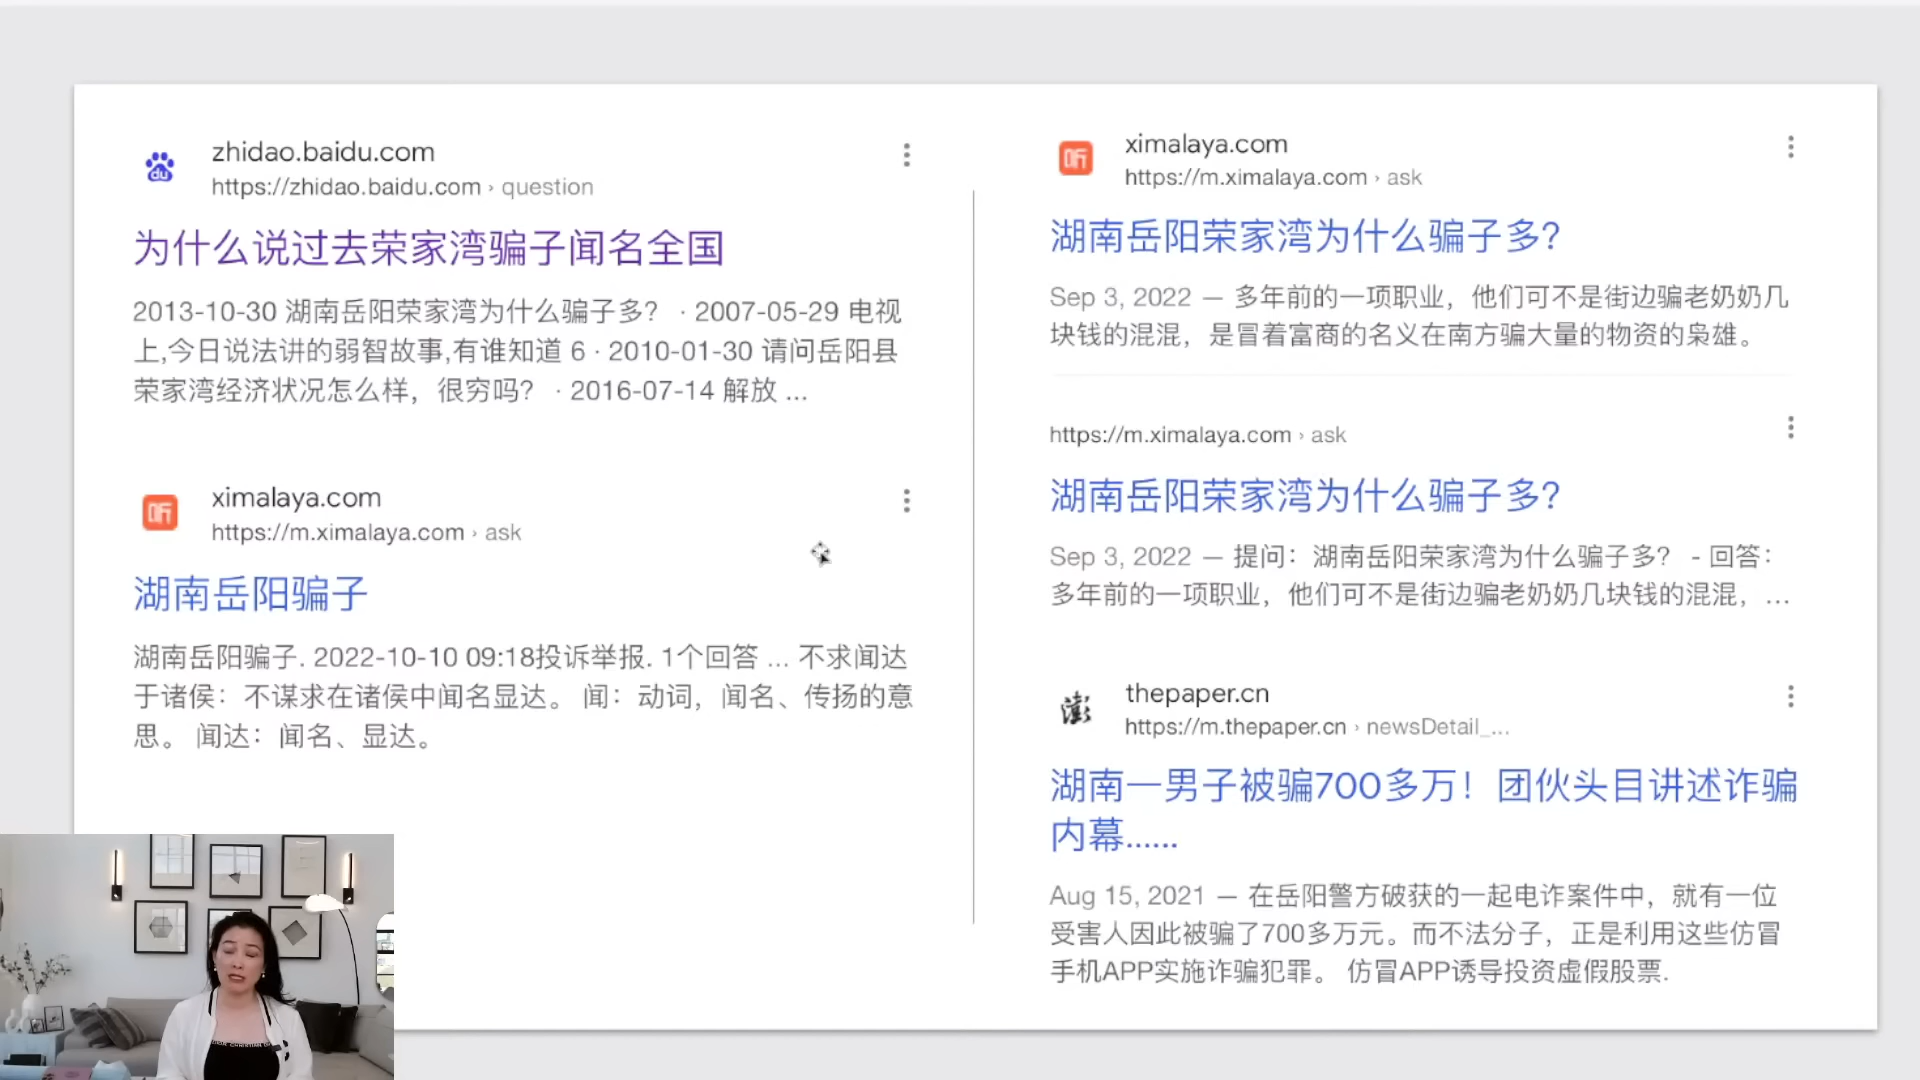 zhidao.baidu.com
https://zhidao.baidu.com › question
为什么说过去荣家湾骗子闻名全国
2013-10-30 湖南岳阳荣家湾为什么骗子多？ · 2007-05-29 电视
上,今日说法讲的弱智故事,有谁知道 6 · 2010-01-30 请问岳阳县
荣家湾经济状况怎么样，很穷吗？ · 2016-07-14 解放 ...
ximalaya.com
https://m.ximalaya.com › ask
湖南岳阳骗子
湖南岳阳骗子. 2022-10-10 09:18投诉举报. 1个回答 ... 不求闻达
于诸侯：不谋求在诸侯中闻名显达。 闻：动词，闻名、传扬的意
思。 闻达：闻名、显达。
ximalaya.com
https://m.ximalaya.com › ask
湖南岳阳荣家湾为什么骗子多？
Sep 3, 2022 — 多年前的一项职业，他们可不是街边骗老奶奶几
块钱的混混，是冒着富商的名义在南方骗大量的物资的枭雄。
https://m.ximalaya.com › ask
湖南岳阳荣家湾为什么骗子多？
Sep 3, 2022 — 提问：湖南岳阳荣家湾为什么骗子多？ - 回答：
多年前的一项职业，他们可不是街边骗老奶奶几块钱的混混，...
thepaper.cn
https://m.thepaper.cn › newsDetail_...
湖南一男子被骗700多万！团伙头目讲述诈骗
内幕......
Aug 15, 2021 — 在岳阳警方破获的一起电诈案件中，就有一位
受害人因此被骗了700多万元。而不法分子，正是利用这些仿冒
手机APP实施诈骗犯罪。 仿冒APP诱导投资虚假股票.